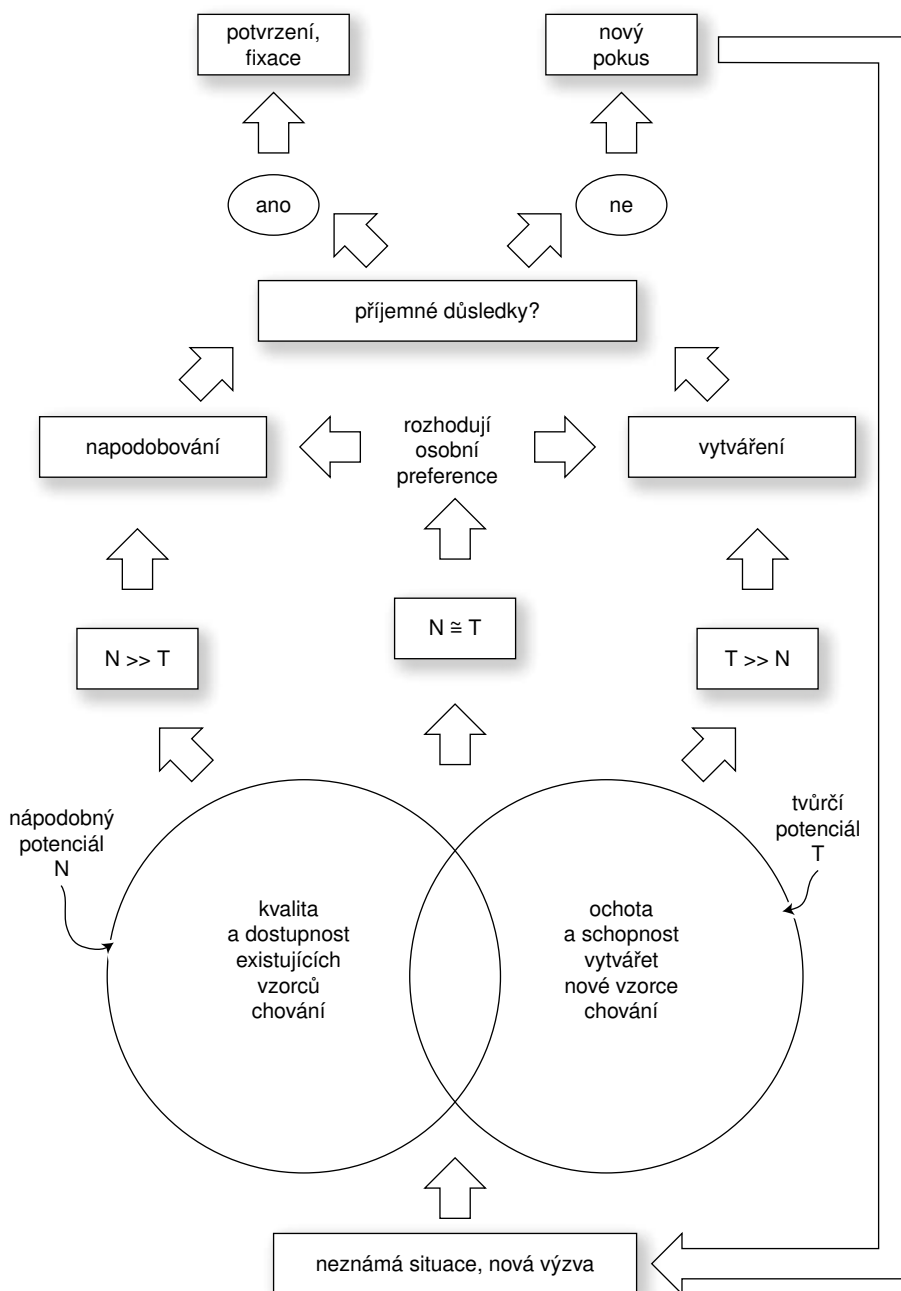 potvrzení,
fixace
nový
pokus
ano
ne
příjemné důsledky?
napodobování
rozhodují
osobní
preference
vytváření
N >> T
N ≅ T
T >> N
nápodobný
potenciál
N
tvůrčí
potenciál
T
kvalita
a dostupnost
existujících
vzorců
chování
ochota
a schopnost
vytvářet
nové vzorce
chování
neznámá situace, nová výzva